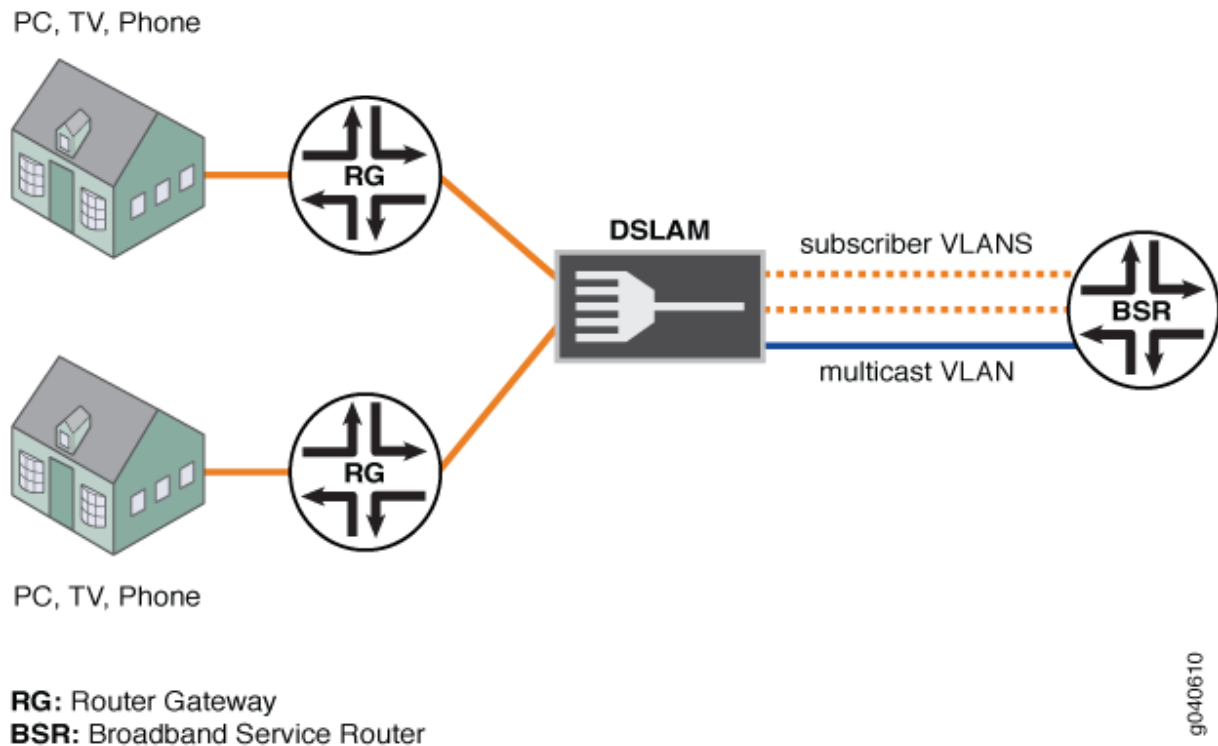 PC, TV, Phone
RG
DSLAM
subscriber VLANS
BSR
multicast VLAN
RG
PC, TV, Phone
RG: Router Gateway
BSR: Broadband Service Router
g040610